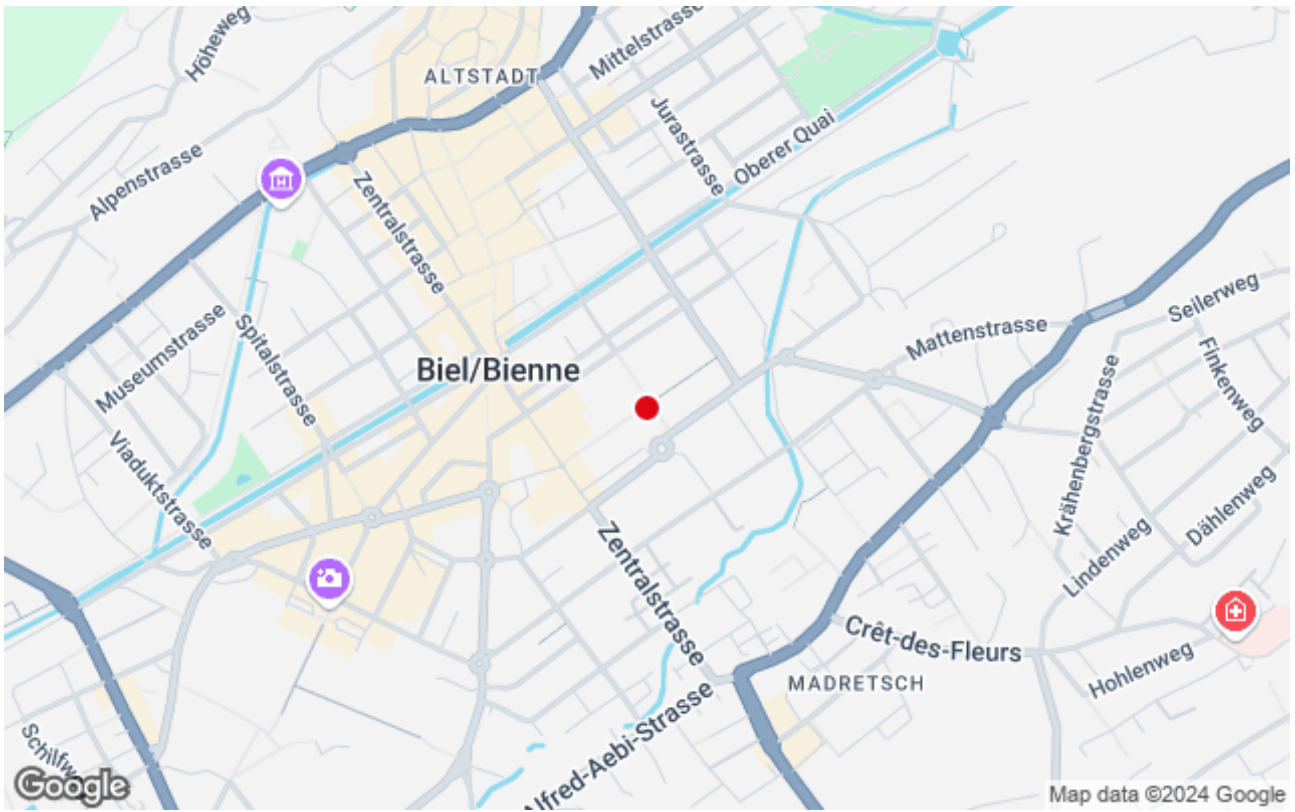 Höheweg
Mittelstrasse
ALTSTADT
Jurastrasse
Oberer Quai
Alpenstrasse
Zentralstrasse
Seilerweg
Museumstrasse
Spitalstrasse
Mattenstrasse
Finkenweg
Biel/Bienne
Krähenbergstrasse
Viaduktstrasse
Dählenweg
Lindenweg
Zentralstrasse
Crêt-des-Fleurs
Hohlenweg
MADRETSCH
Alfred-Aebi-Strasse
Schilfw
Google
Map data ©2024 Google